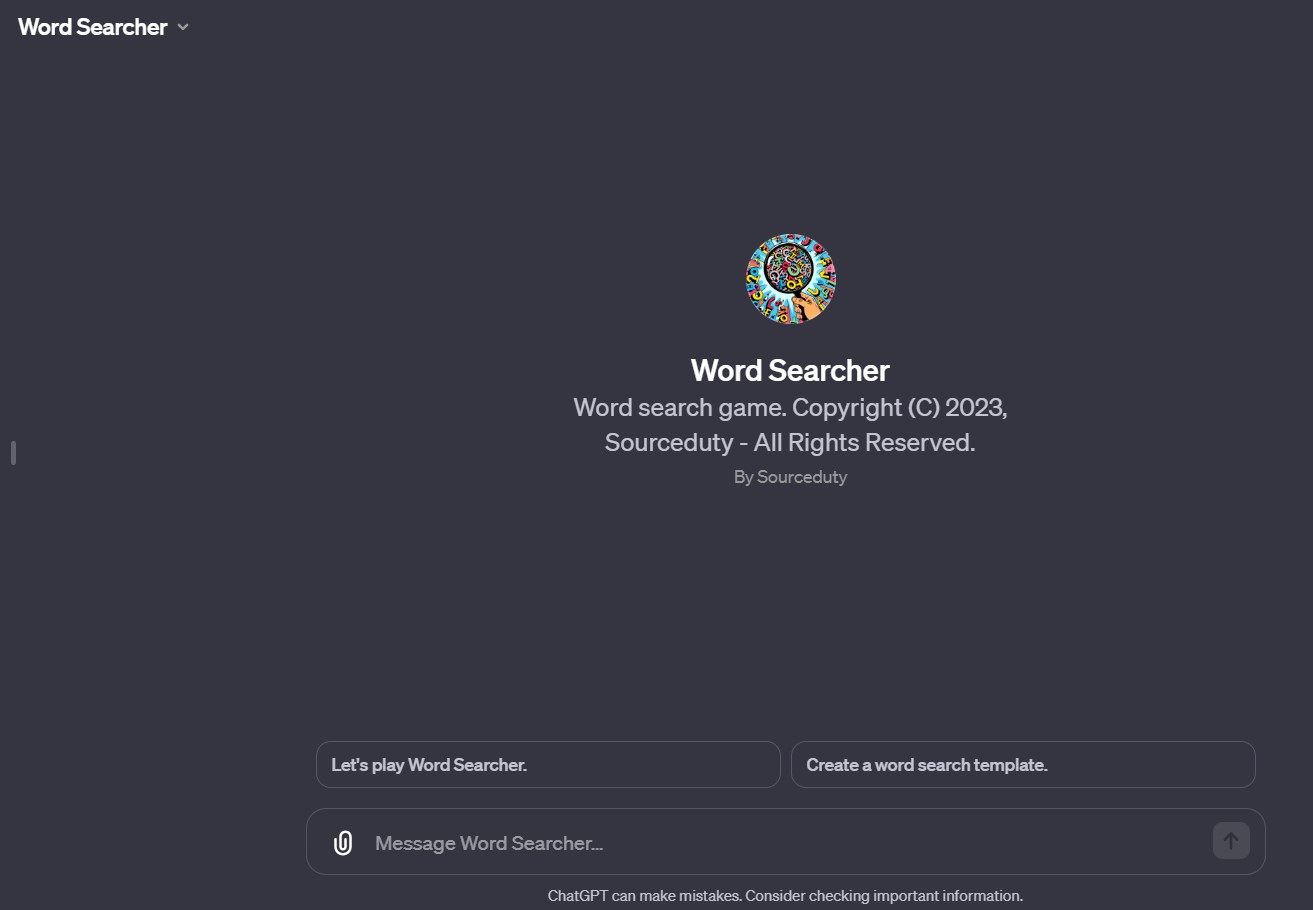 Word Searcher
Word Searcher
Word search game. Copyright (C) 2023,
Sourceduty - All Rights Reserved.
By Sourceduty
Let's play Word Searcher.
Create a word search template.
Message Word Searcher...
ChatGPT can make mistakes. Consider checking important information.